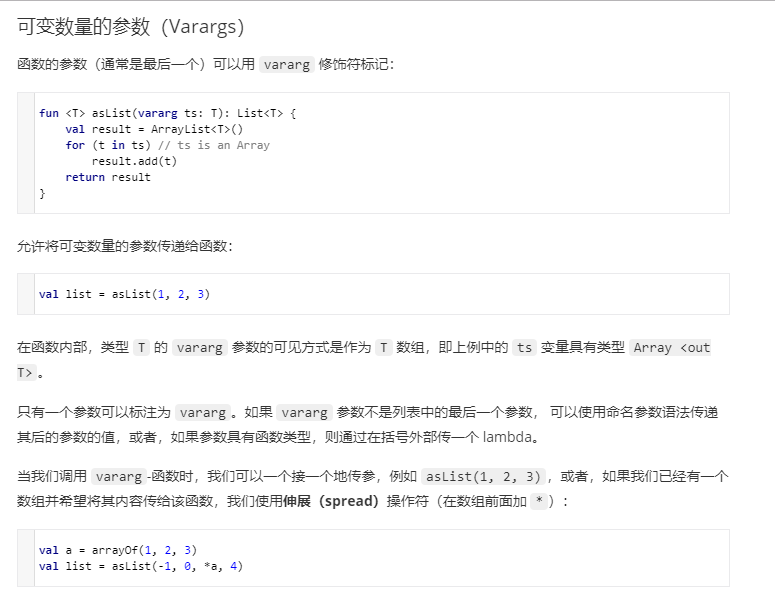 可变数量的参数（Varargs）
函数的参数（通常是最后一个）可以用 vararg 修饰符标记：
fun <T> asList(vararg ts: T): List<T> {
    val result = ArrayList<T>()
    for (t in ts) // ts is an Array
        result.add(t)
    return result
}
允许将可变数量的参数传递给函数：
val list = asList(1, 2, 3)
在函数内部，类型 T 的 vararg 参数的可见方式是作为 T 数组，即上例中的 ts 变量具有类型 Array <out
T> 。
只有一个参数可以标注为 vararg 。如果 vararg 参数不是列表中的最后一个参数， 可以使用命名参数语法传递
其后的参数的值，或者，如果参数具有函数类型，则通过在括号外部传一个 lambda。
当我们调用 vararg -函数时，我们可以一个接一个地传参，例如 asList(1, 2, 3) ，或者，如果我们已经有一个
数组并希望将其内容传给该函数，我们使用伸展（spread）操作符（在数组前面加 * ）：
val a = arrayOf(1, 2, 3)
val list = asList(-1, 0, *a, 4)